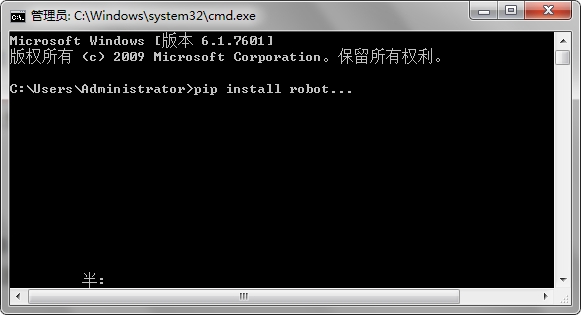 管理员: C:\Windows\system32\cmd.exe
Microsoft Windows [版本 6.1.7601]
版权所有 (c) 2009 Microsoft Corporation。保留所有权利。
C:\Users\Administrator>pip install robot...
半: